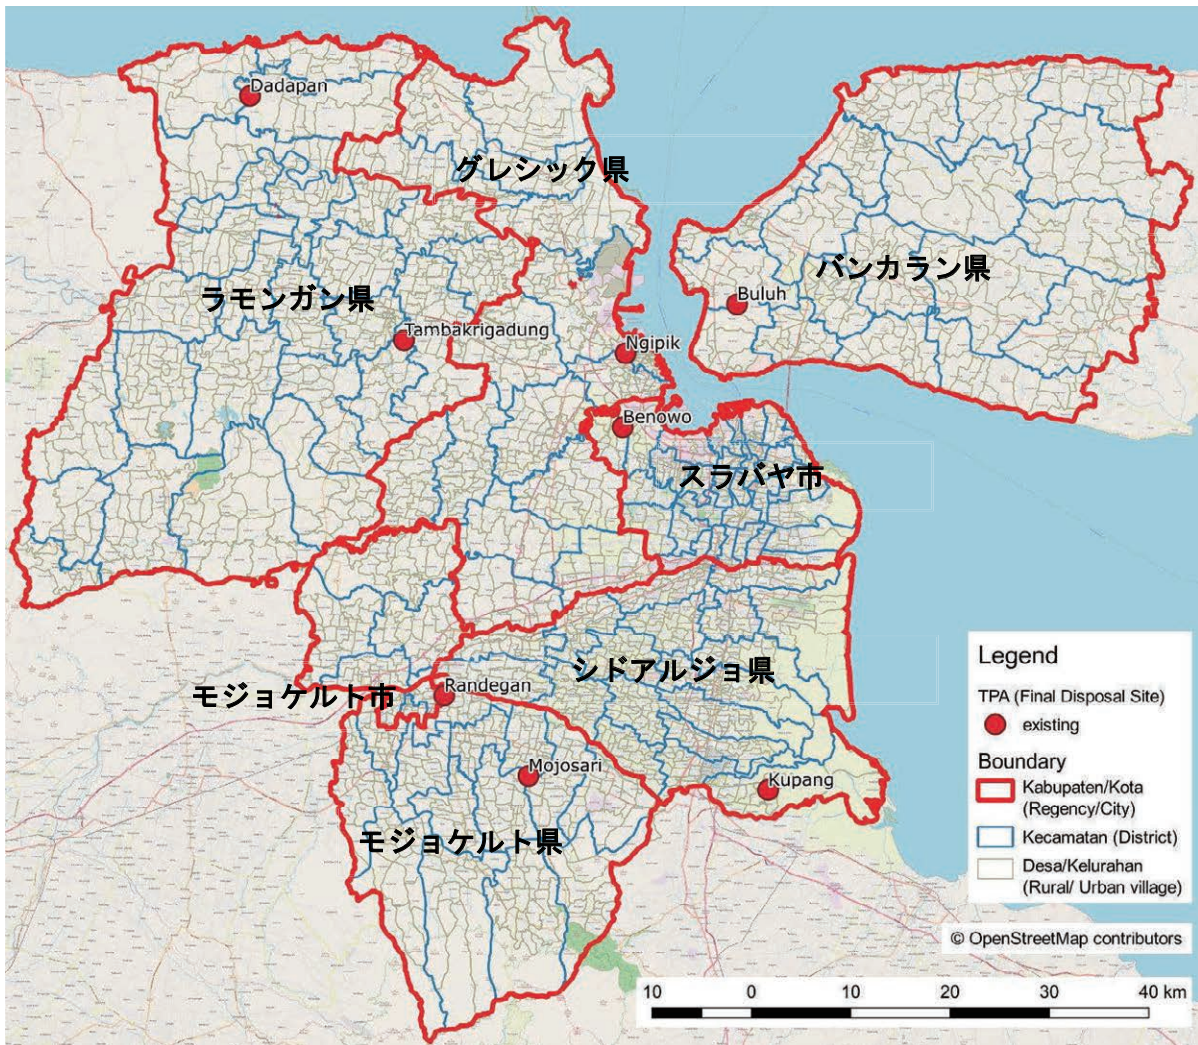 Dadapan
グレシック県
バンカラン県
ラモンガン県
Buluh
Tambakrigadung
Ngipik
Benowo
スラバヤ市
シドアルジョ県
モジョケルト市
Randegan
Mojosari
Kupang
モジョケルト県
Legend
TPA (Final Disposal Site)
existing
Boundary
Kabupaten/Kota
(Regency/City)
Kecamatan (District)
Desa/Kelurahan
(Rural/ Urban village)
© OpenStreetMap contributors
10 0 10 20 30 40 km